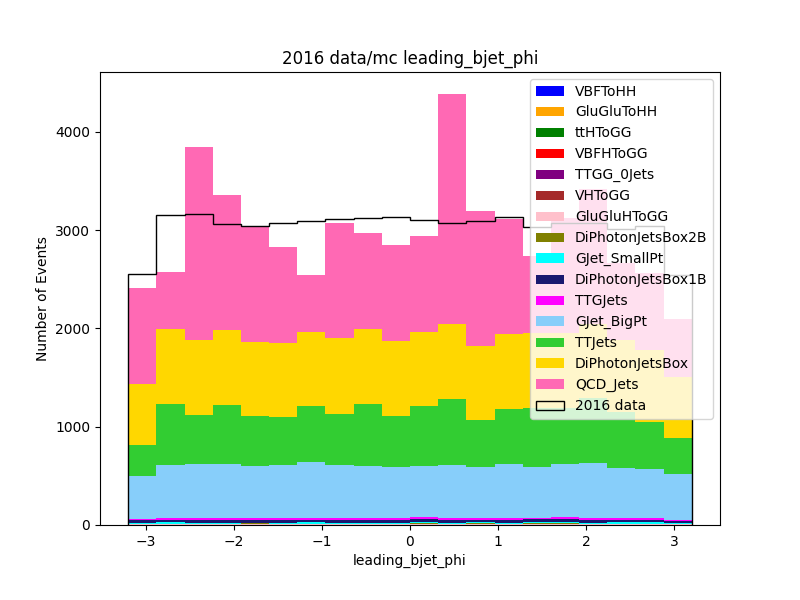 2016 data/mc leading_bjet_phi
Number of Events
4000
3000
2000
1000
0
−3
−2
−1
0
1
2
3
leading_bjet_phi
VBFToHH
GluGluToHH
ttHToGG
VBFHToGG
TTGG_0Jets
VHToGG
GluGluHToGG
DiPhotonJetsBox2B
GJet_SmallPt
DiPhotonJetsBox1B
TTGJets
GJet_BigPt
TTJets
DiPhotonJetsBox
QCD_Jets
2016 data